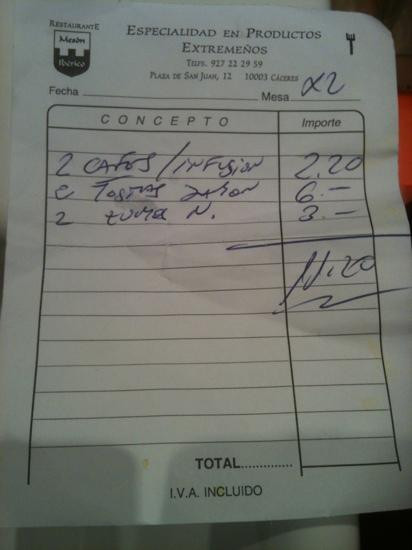 RESTAURANTE
Mesón
Ibérico
ESPECIALIDAD EN PRODUCTOS
EXTREMEÑOS
TELFS. 927 22 29 59
PLAZA DE SAN JUAN, 12 10003 CÁCERES
Fecha Mesa X2
CONCEPTO Importe
2 CAFES/INFUSION 2,20
2 TOSTAS JAMON 6.-
2 ZUMO N. 3.-
11.20
TOTAL..............
I.V.A. INCLUIDO